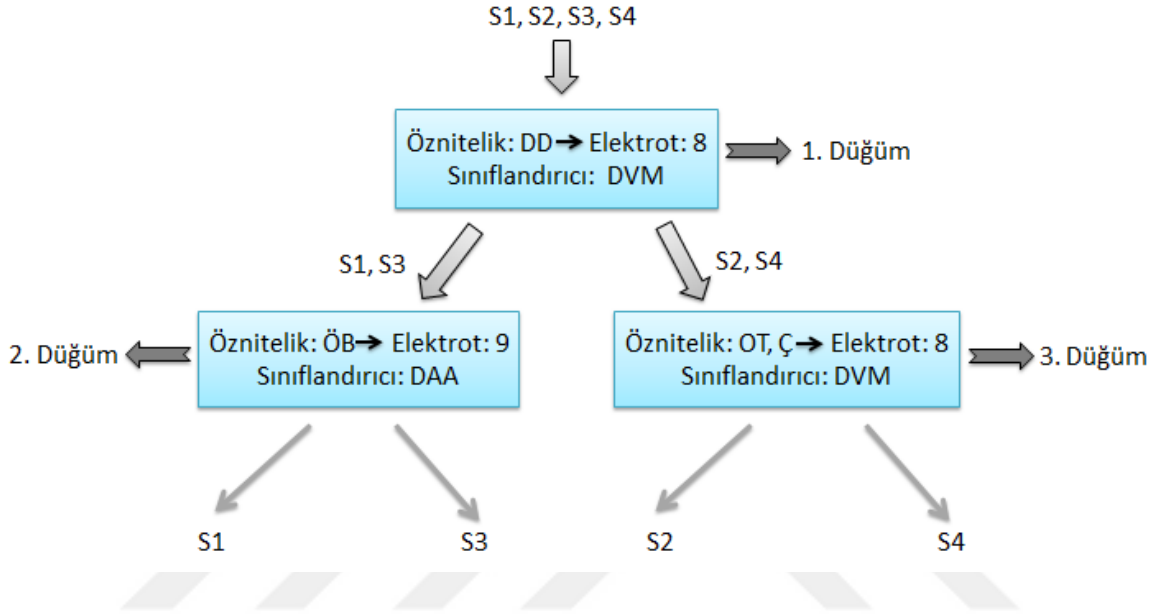 S1, S2, S3, S4
Öznitelik: DD → Elektrot: 8
Sınıflandırıcı: DVM
1. Düğüm
S1, S3
S2, S4
2. Düğüm
Öznitelik: ÖB → Elektrot: 9
Sınıflandırıcı: DAA
Öznitelik: OT, Ç → Elektrot: 8
Sınıflandırıcı: DVM
3. Düğüm
S1
S3
S2
S4